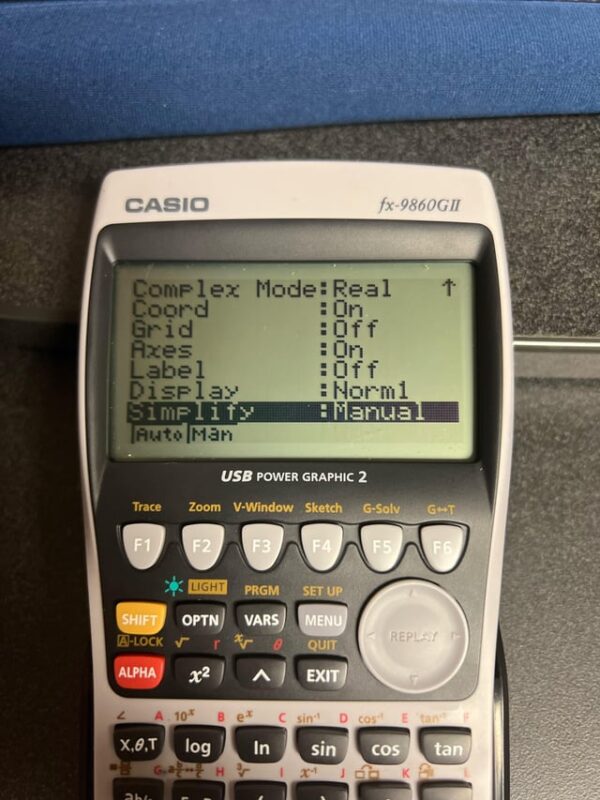 CASIO fx-9860GII
Complex Mode:Real ↑
Coord :On
Grid :Off
Axes :On
Label :Off
Display :Norm1
Simplify :Manual
Auto Man
USB POWER GRAPHIC 2
Trace Zoom V-Window Sketch G-Solv G↔T
F1 F2 F3 F4 F5 F6
LIGHT PRGM SET UP
SHIFT OPTN VARS MENU
REPLAY
A-LOCK √ r ˣ√ θ QUIT
ALPHA x² ^ EXIT
∠ A 10ˣ B eˣ C sin⁻¹ D cos⁻¹ E tan⁻¹ F
X,θ,T log ln sin cos tan
G H ³√ I x⁻¹ J K L